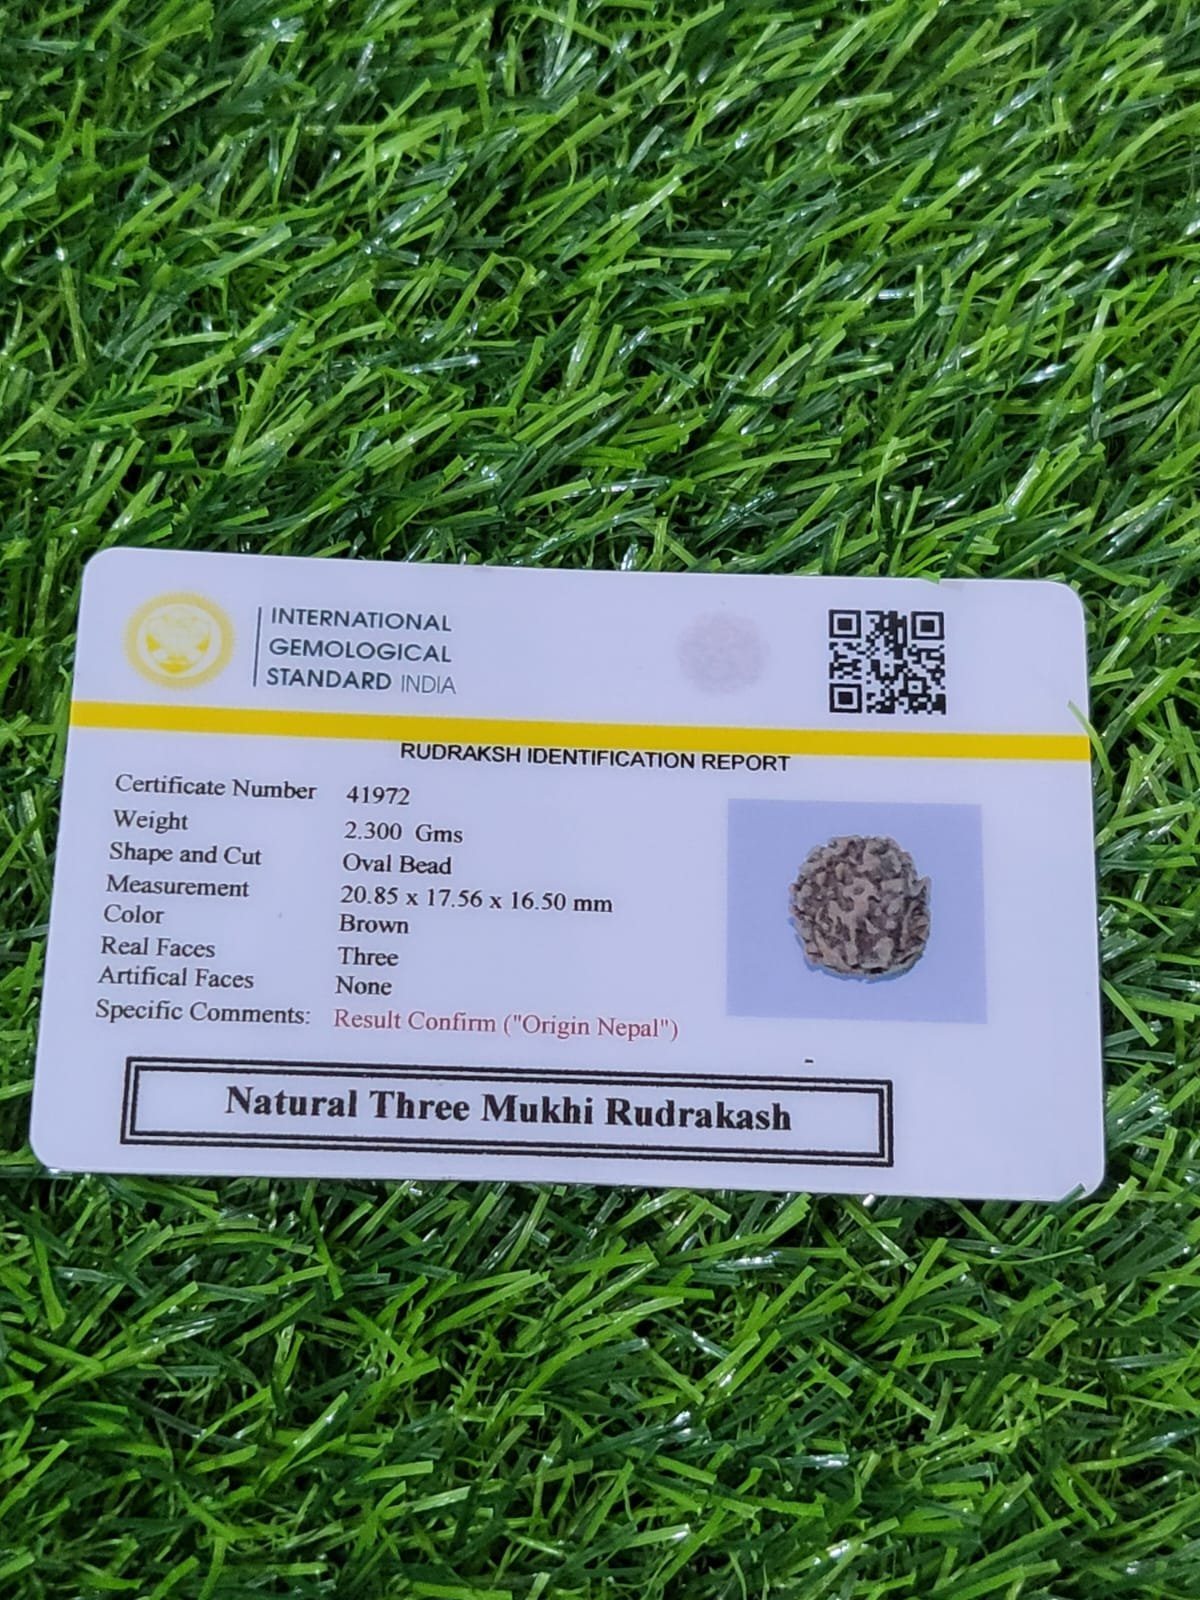 INTERNATIONAL
GEMOLOGICAL
STANDARD INDIA
RUDRAKSH IDENTIFICATION REPORT
Certificate Number 41972
Weight 2.300 Gms
Shape and Cut Oval Bead
Measurement 20.85 x 17.56 x 16.50 mm
Color Brown
Real Faces Three
Artifical Faces None
Specific Comments: Result Confirm ("Origin Nepal")
Natural Three Mukhi Rudrakash